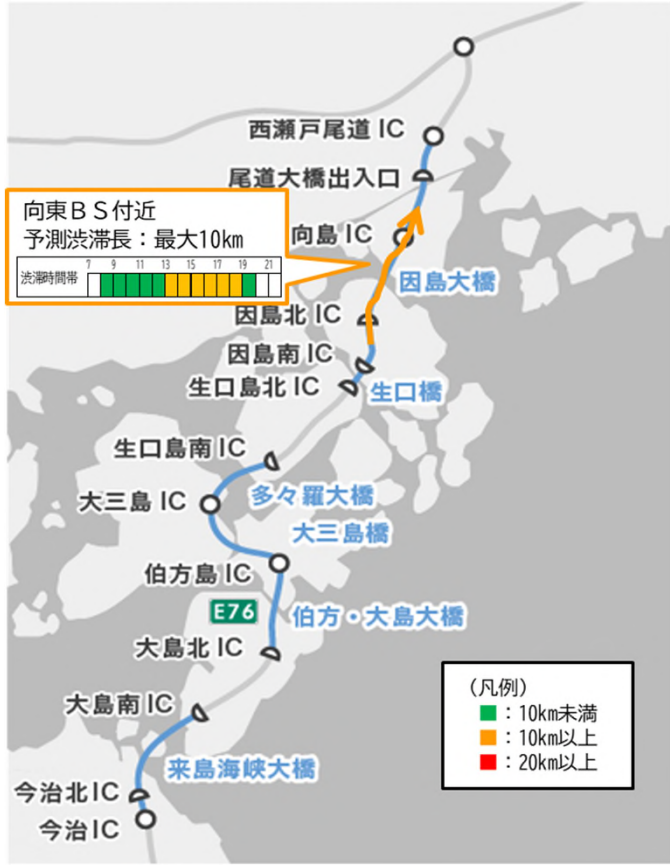 西瀬戸尾道 IC
尾道大橋出入口
向東BS付近
予測渋滞長：最大10km
渋滞時間帯
7 9 11 13 15 17 19 21
向島 IC
因島大橋
因島北 IC
因島南 IC
生口島北 IC
生口橋
生口島南 IC
多々羅大橋
大三島 IC
大三島橋
伯方島 IC
E76
伯方・大島大橋
大島北 IC
大島南 IC
来島海峡大橋
今治北 IC
今治 IC
（凡例）
：10km未満
：10km以上
：20km以上